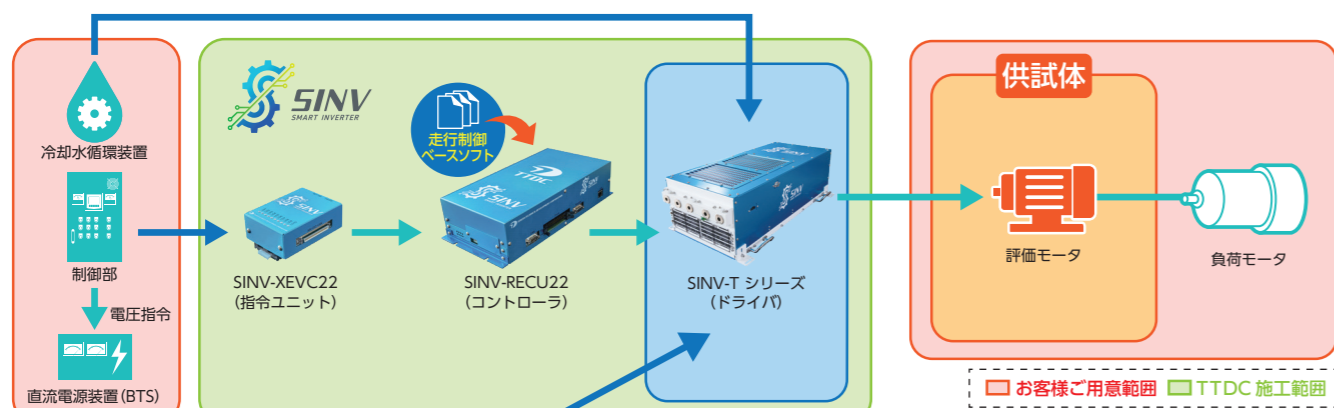 冷却水循環装置
制御部
電圧指令
直流電源装置(BTS)
SINV
SMART INVERTER
走行制御
ベースソフト
TTDC
SINV
SINV-XEVC22
(指令ユニット)
SINV-RECU22
(コントローラ)
SINV-T シリーズ
(ドライバ)
供試体
評価モータ
負荷モータ
お客様ご用意範囲
TTDC 施工範囲